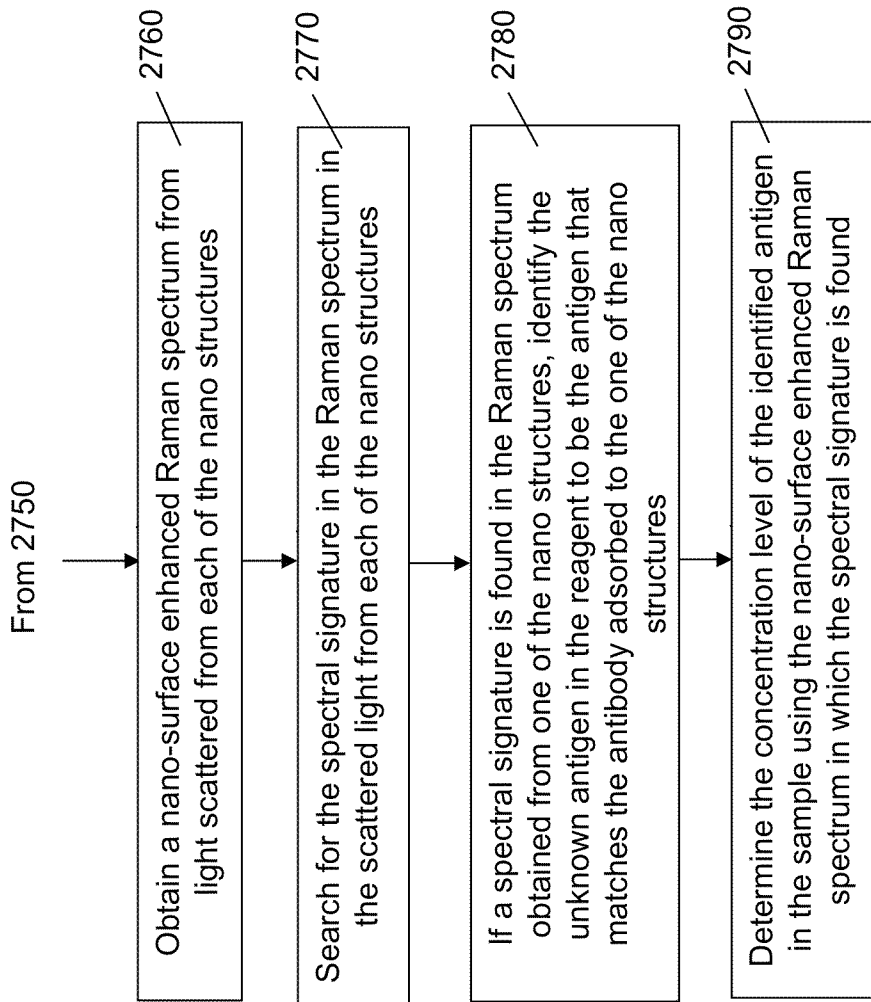 From 2750
2760
Obtain a nano-surface enhanced Raman spectrum from
light scattered from each of the nano structures
2770
Search for the spectral signature in the Raman spectrum in
the scattered light from each of the nano structures
2780
If a spectral signature is found in the Raman spectrum
obtained from one of the nano structures, identify the
unknown antigen in the reagent to be the antigen that
matches the antibody adsorbed to the one of the nano
structures
2790
Determine the concentration level of the identified antigen
in the sample using the nano-surface enhanced Raman
spectrum in which the spectral signature is found